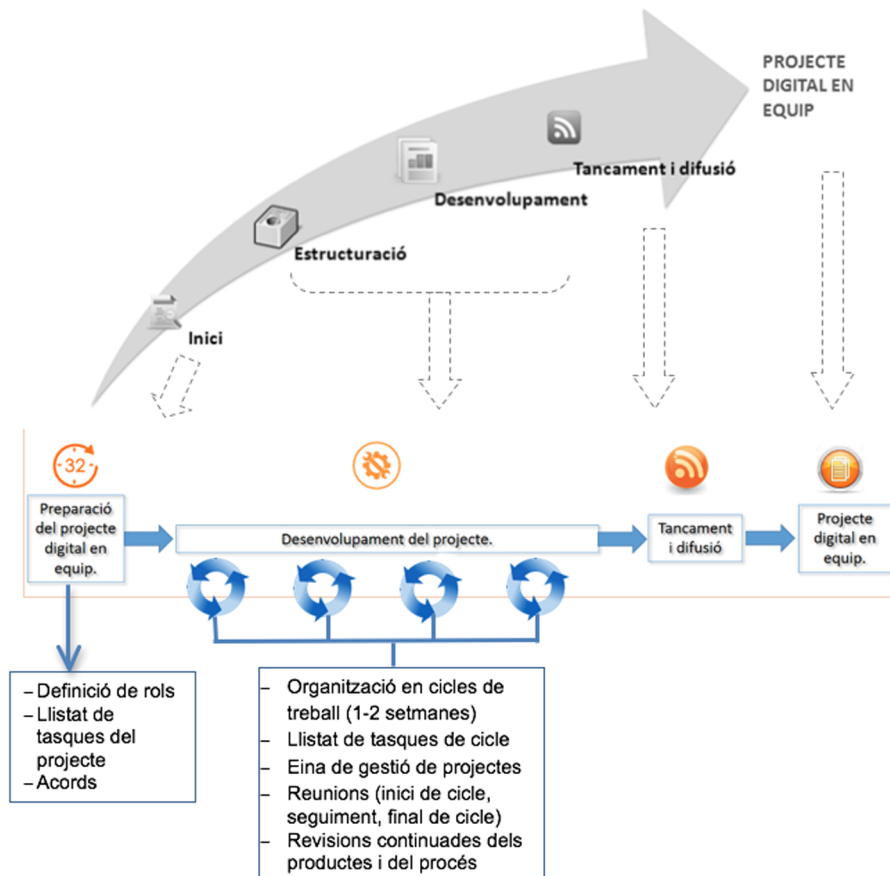 PROJECTE
DIGITAL EN
EQUIP
Tancament i difusió
Desenvolupament
Estructuració
Inici
32
Preparació
del projecte
digital en
equip.
Desenvolupament del projecte.
Tancament
i difusió
Projecte
digital en
equip.
– Definició de rols
– Llistat de
tasques del
projecte
– Acords
– Organització en cicles de
treball (1-2 setmanes)
– Llistat de tasques de cicle
– Eina de gestió de projectes
– Reunions (inici de cicle,
seguiment, final de cicle)
– Revisions continuades dels
productes i del procés